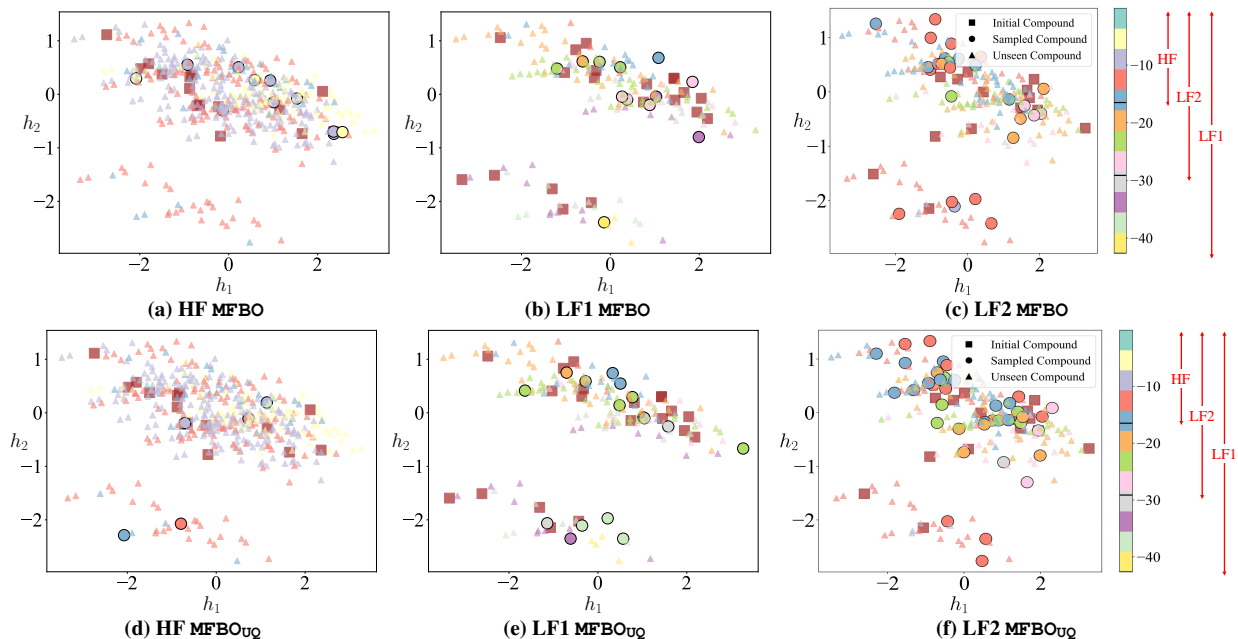 1
0
−1
−2
h₂
−2
0
2
h₁
(a) HF MFBO
1
0
−1
−2
h₂
−2
0
2
h₁
(b) LF1 MFBO
1
0
−1
−2
h₂
−2
0
2
h₁
Initial Compound
Sampled Compound
Unseen Compound
(c) LF2 MFBO
−10
−20
−30
−40
HF
LF2
LF1
1
0
−1
−2
h₂
−2
0
2
h₁
(d) HF MFBO_UQ
1
0
−1
−2
h₂
−2
0
2
h₁
(e) LF1 MFBO_UQ
1
0
−1
−2
h₂
−2
0
2
h₁
Initial Compound
Sampled Compound
Unseen Compound
(f) LF2 MFBO_UQ
−10
−20
−30
−40
HF
LF2
LF1